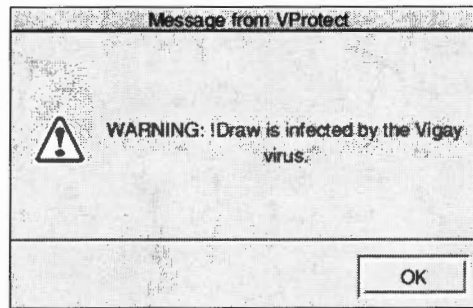 Message from VProtect
WARNING: !Draw is infected by the Vigay
virus.
OK